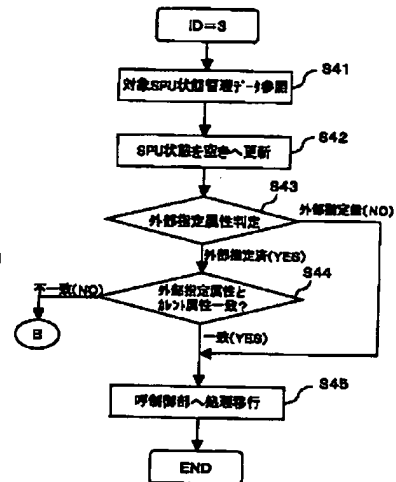 ID=3
S41
対象SPU状態管理データ参照
S42
SPU状態を空きへ更新
S43
外部指定属性判定
外部指定無(NO)
外部指定済(YES)
S44
不一致(NO)
外部指定属性と
カレント属性一致?
B
一致(YES)
S45
呼制御部へ処理移行
END